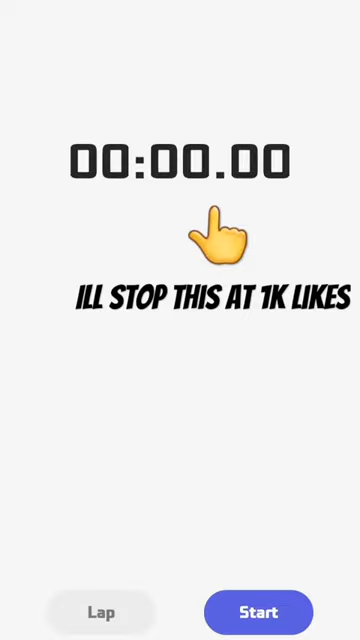 00:00.00
ILL STOP THIS AT 1K LIKES
Lap
Start